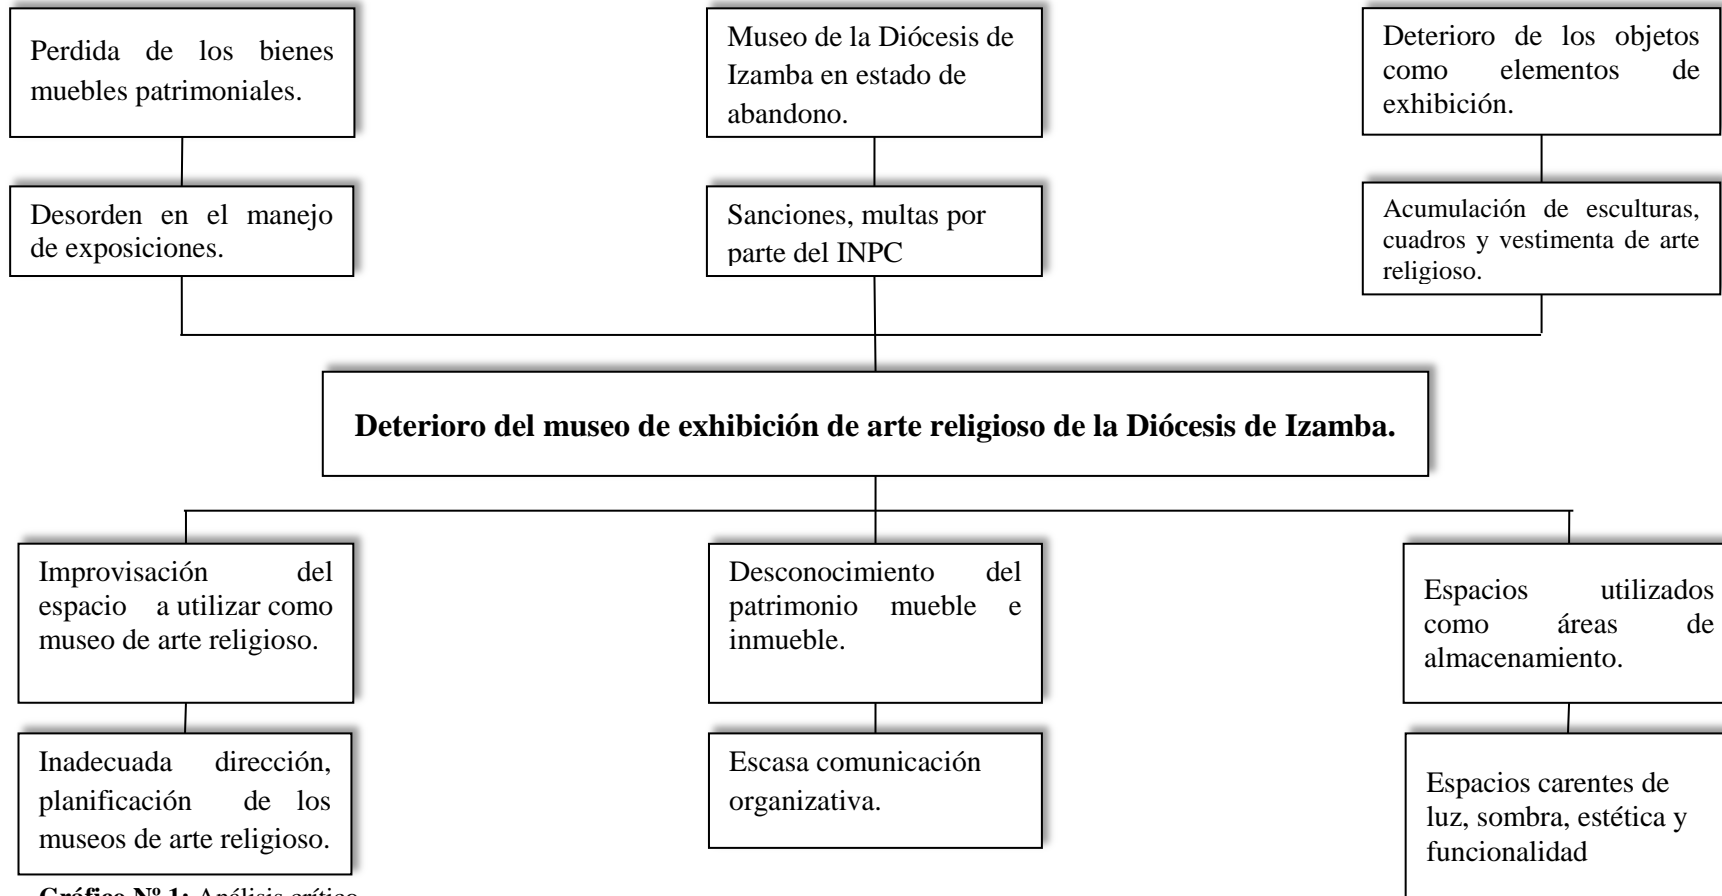 Perdida de los bienes
muebles patrimoniales.
Museo de la Diócesis de
Izamba en estado de
abandono.
Deterioro de los objetos
como elementos de
exhibición.
Desorden en el manejo
de exposiciones.
Sanciones, multas por
parte del INPC
Acumulación de esculturas,
cuadros y vestimenta de arte
religioso.
Deterioro del museo de exhibición de arte religioso de la Diócesis de Izamba.
Improvisación del
espacio a utilizar como
museo de arte religioso.
Desconocimiento del
patrimonio mueble e
inmueble.
Espacios utilizados
como áreas de
almacenamiento.
Inadecuada dirección,
planificación de los
museos de arte religioso.
Escasa comunicación
organizativa.
Espacios carentes de
luz, sombra, estética y
funcionalidad
Gráfico Nº 1: Análisis crítico